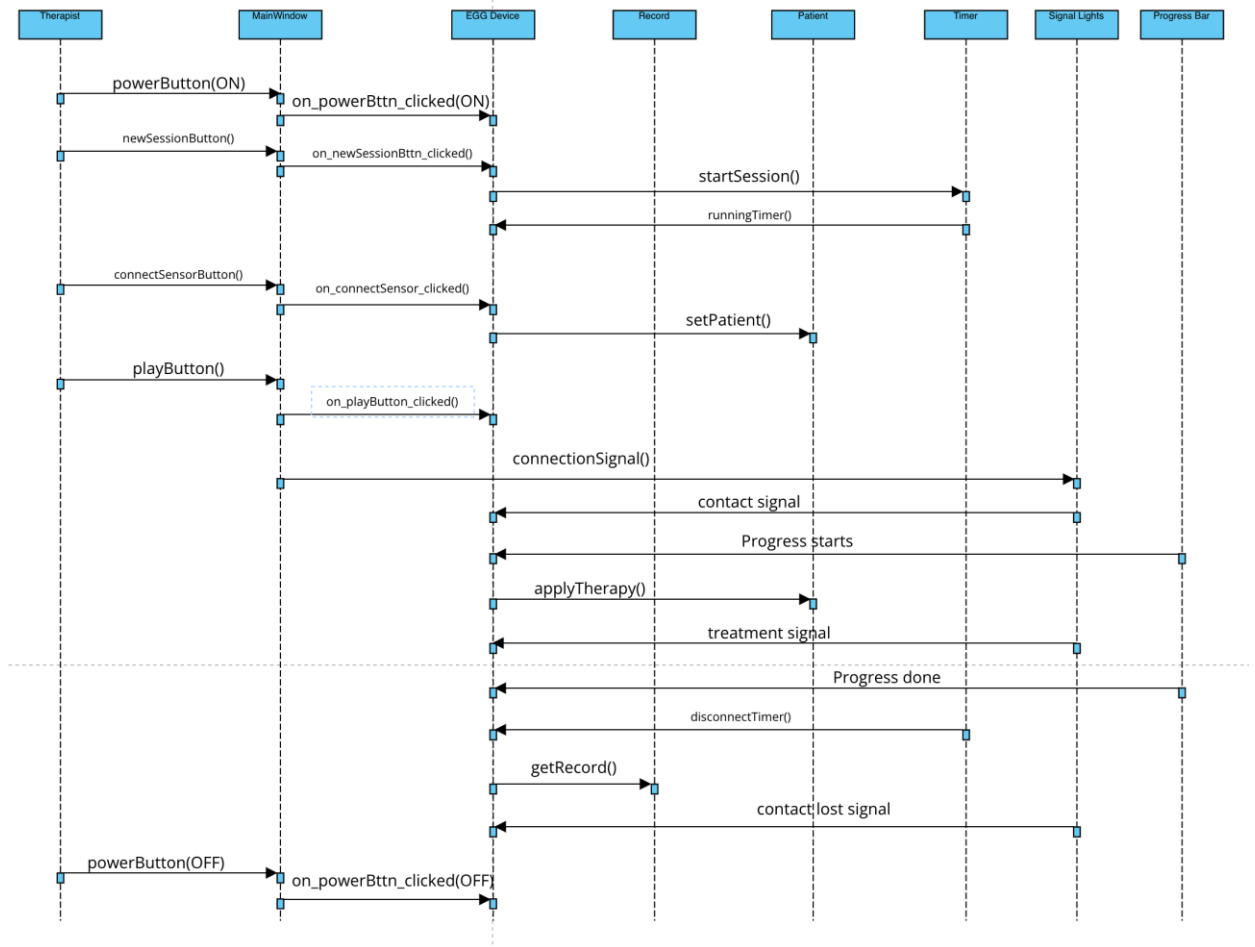 Therapist
MainWindow
EGG Device
Record
Patient
Timer
Signal Lights
Progress Bar
powerButton(ON)
on_powerBttn_clicked(ON)
newSessionButton()
on_newSessionBttn_clicked()
startSession()
runningTimer()
connectSensorButton()
on_connectSensor_clicked()
setPatient()
playButton()
on_playButton_clicked()
connectionSignal()
contact signal
Progress starts
applyTherapy()
treatment signal
Progress done
disconnectTimer()
getRecord()
contact lost signal
powerButton(OFF)
on_powerBttn_clicked(OFF)